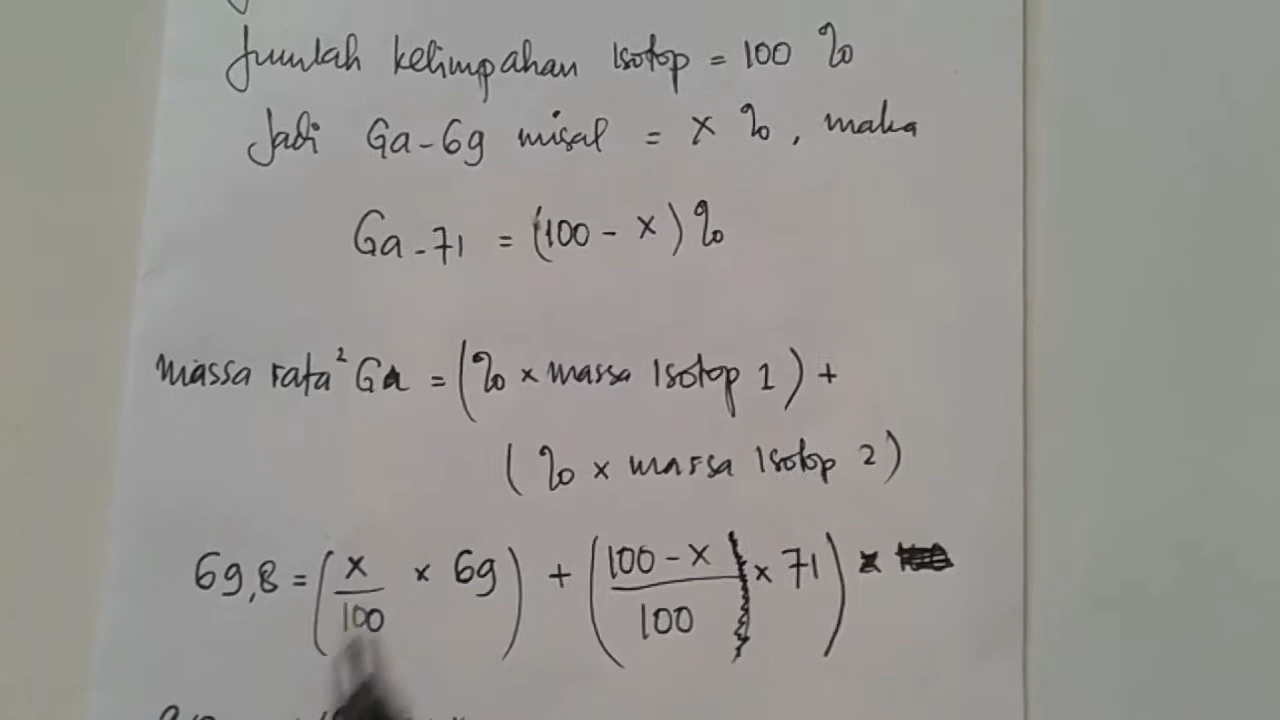 Jumlah kelimpahan Isotop = 100 %
Jadi Ga-69 misal = x %, maka
Ga-71 = (100 - x) %
Massa rata² Ga = (% x massa Isotop 1) +
(% x massa Isotop 2)
69,8 = (x/100 x 69) + (100 - x/100 x 71) x